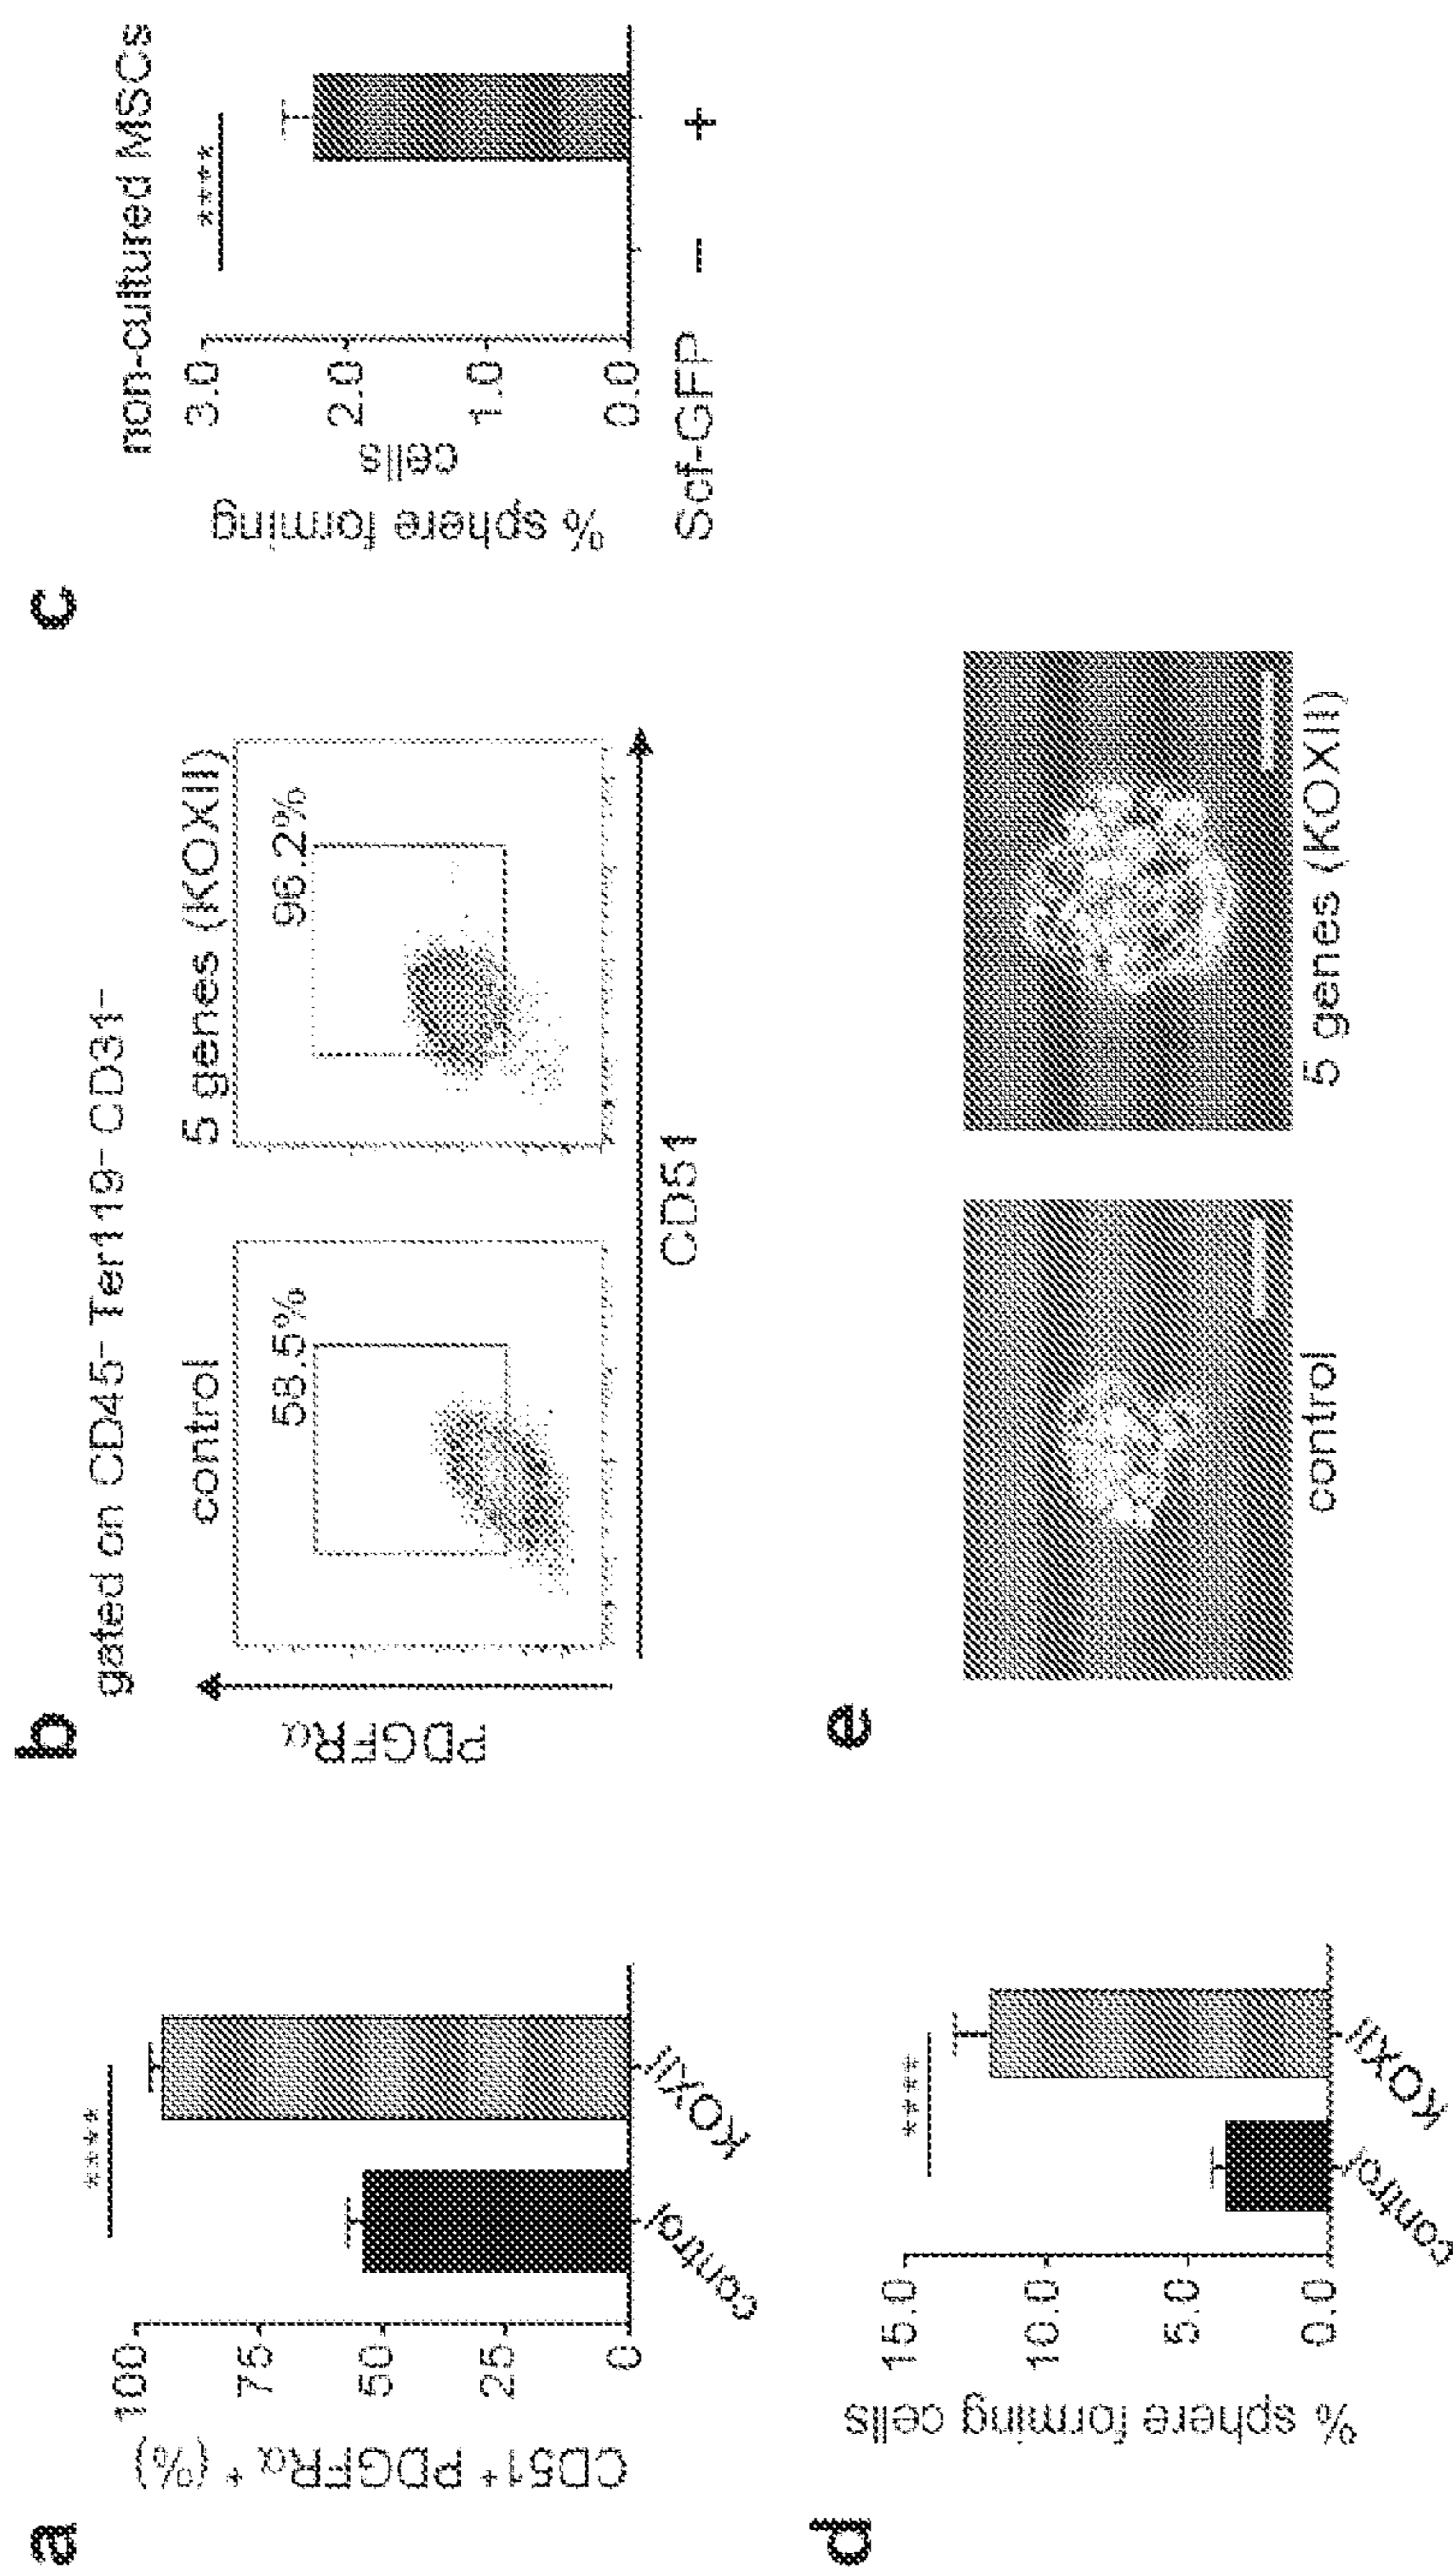 a
CD51+ PDGFRα+ (%)
100
75
50
25
0
****
control
KOXII
b
gated on CD45- Ter119- CD31-
control
5 genes (KOXII)
58.5%
96.2%
PDGFRα
CD51
c
non-cultured MSCs
****
% sphere forming
cells
3.0
2.0
1.0
0.0
Scf-GFP - +
d
% sphere forming cells
15.0
10.0
5.0
0.0
****
control
KOXII
e
control
5 genes (KOXII)